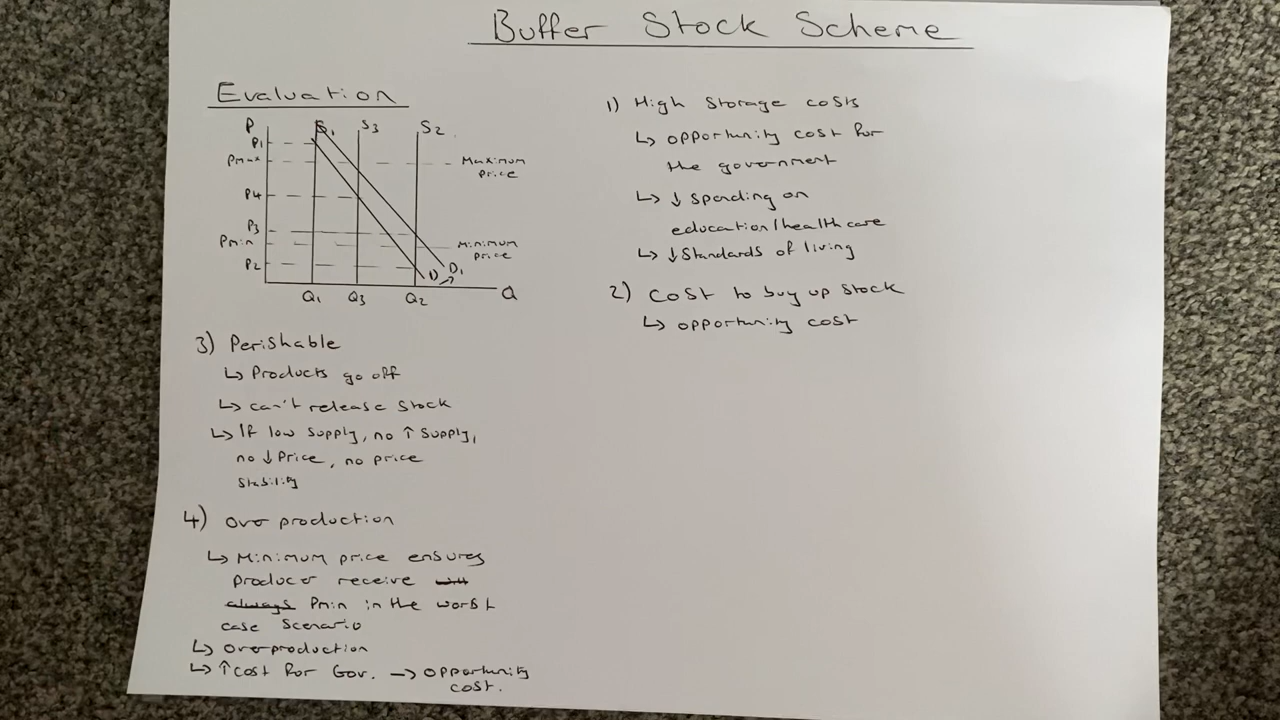 Buffer Stock Scheme
Evaluation
P
P1
Pmax
P4
P3
Pmin
P2
S1
S3
S2
Maximum
price
Minimum
price
D
D1
Q1
Q3
Q2
Q
1) High storage costs
↳ opportunity cost for
the government
↳ ↓ spending on
education/healthcare
↳ ↓ standards of living
2) cost to buy up stock
↳ opportunity cost
3) Perishable
↳ Products go off
↳ can't release stock
↳ If low supply, no ↑ supply,
no ↓ price, no price
stability
4) over production
↳ Minimum price ensures
producer receive
always Pmin in the worst
case scenario
↳ overproduction
↳ ↑ cost for Gov. → opportunity
cost.